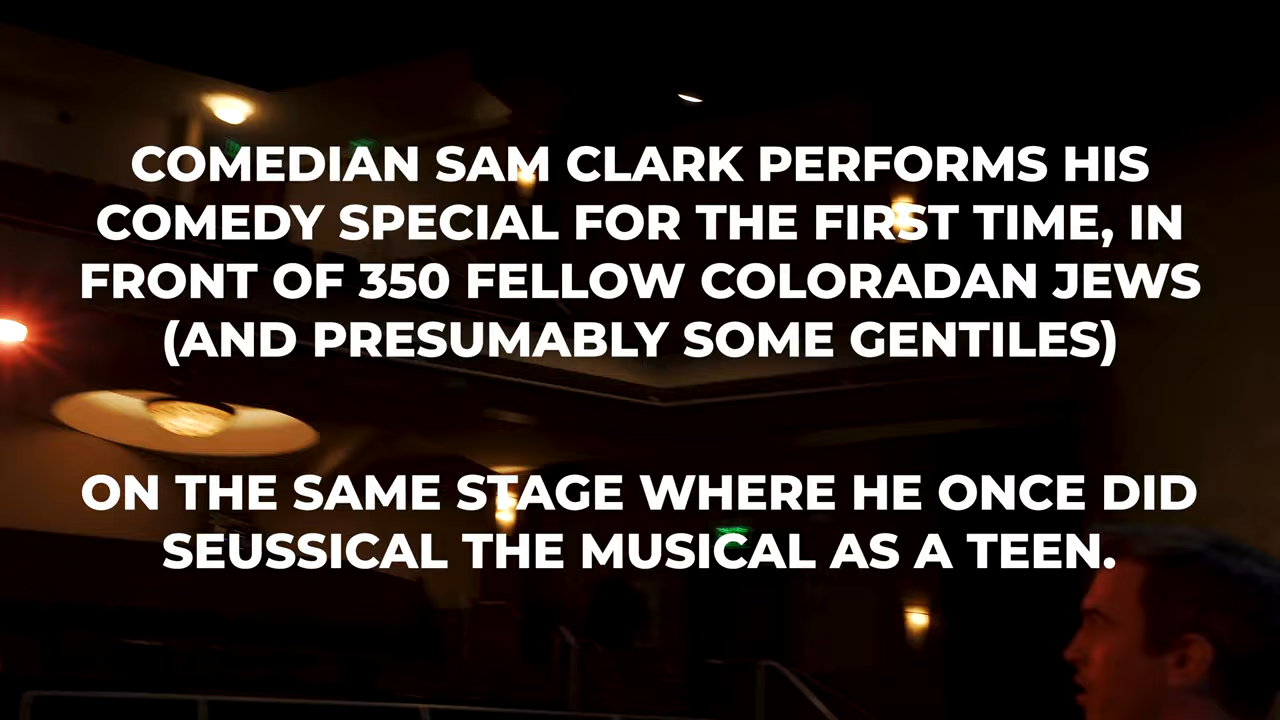 COMEDIAN SAM CLARK PERFORMS HIS
COMEDY SPECIAL FOR THE FIRST TIME, IN
FRONT OF 350 FELLOW COLORADAN JEWS
(AND PRESUMABLY SOME GENTILES)
ON THE SAME STAGE WHERE HE ONCE DID
SEUSSICAL THE MUSICAL AS A TEEN.